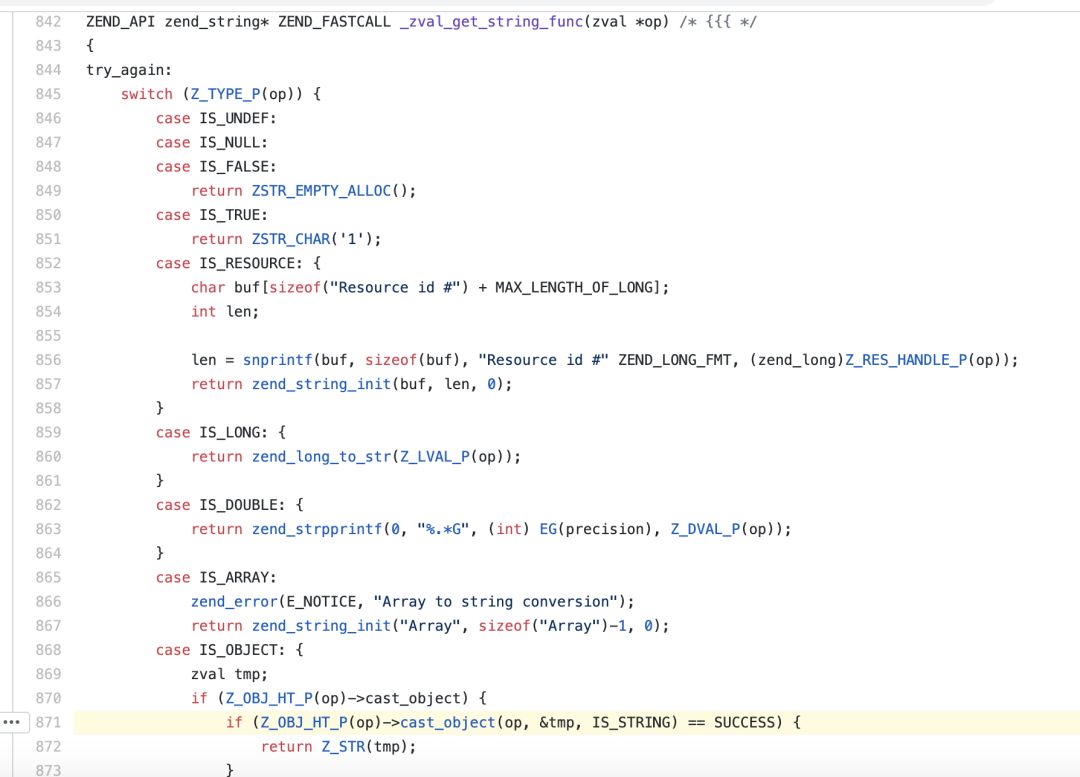 842 ZEND_API zend_string* ZEND_FASTCALL _zval_get_string_func(zval *op) /* {{{ */
843 {
844 try_again:
845     switch (Z_TYPE_P(op)) {
846         case IS_UNDEF:
847         case IS_NULL:
848         case IS_FALSE:
849             return ZSTR_EMPTY_ALLOC();
850         case IS_TRUE:
851             return ZSTR_CHAR('1');
852         case IS_RESOURCE: {
853             char buf[sizeof("Resource id #") + MAX_LENGTH_OF_LONG];
854             int len;
855
856             len = snprintf(buf, sizeof(buf), "Resource id #" ZEND_LONG_FMT, (zend_long)Z_RES_HANDLE_P(op));
857             return zend_string_init(buf, len, 0);
858         }
859         case IS_LONG: {
860             return zend_long_to_str(Z_LVAL_P(op));
861         }
862         case IS_DOUBLE: {
863             return zend_strpprintf(0, "%.*G", (int) EG(precision), Z_DVAL_P(op));
864         }
865         case IS_ARRAY:
866             zend_error(E_NOTICE, "Array to string conversion");
867             return zend_string_init("Array", sizeof("Array")-1, 0);
868         case IS_OBJECT: {
869             zval tmp;
870             if (Z_OBJ_HT_P(op)->cast_object) {
••• 871                 if (Z_OBJ_HT_P(op)->cast_object(op, &tmp, IS_STRING) == SUCCESS) {
872                     return Z_STR(tmp);
873                 }